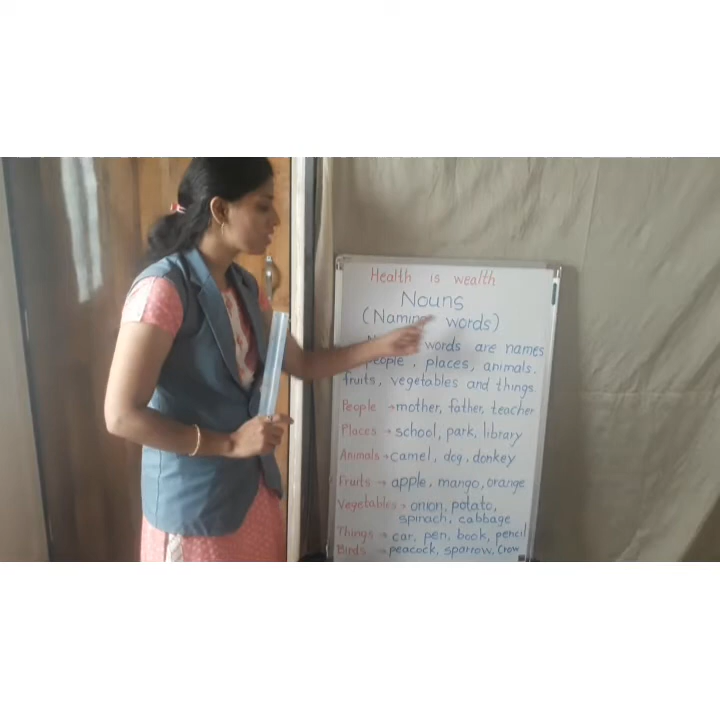 Health is wealth
Nouns
(Naming words)
words are names
people, places, animals.
fruits, vegetables and things.
People → mother, father, teacher
Places → school, park, library
Animals → camel, dog, donkey
Fruits → apple, mango, orange
Vegetables → onion, potato,
spinach, cabbage
Things → car, pen, book, pencil
Birds → peacock, sparrow, crow